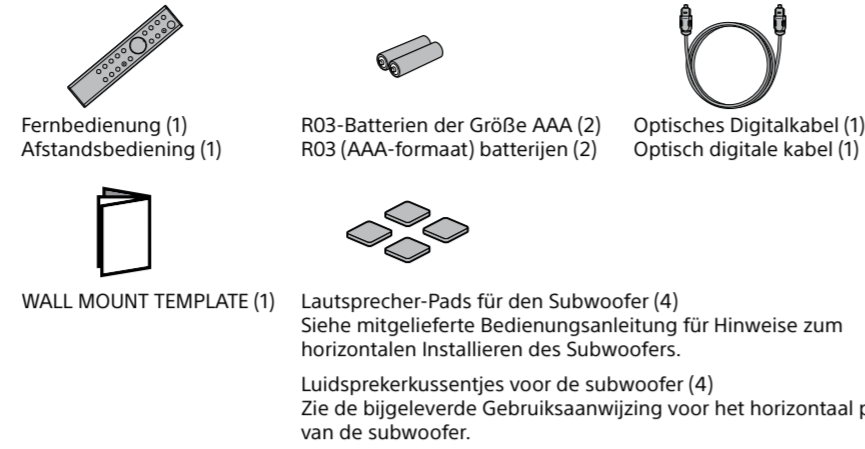 Fernbedienung (1)
Afstandsbediening (1)
R03-Batterien der Größe AAA (2)
R03 (AAA-formaat) batterijen (2)
Optisches Digitalkabel (1)
Optisch digitale kabel (1)
WALL MOUNT TEMPLATE (1)
Lautsprecher-Pads für den Subwoofer (4)
Siehe mitgelieferte Bedienungsanleitung für Hinweise zum
horizontalen Installieren des Subwoofers.
Luidsprekerkussentjes voor de subwoofer (4)
Zie de bijgeleverde Gebruiksaanwijzing voor het horizontaal
van de subwoofer.